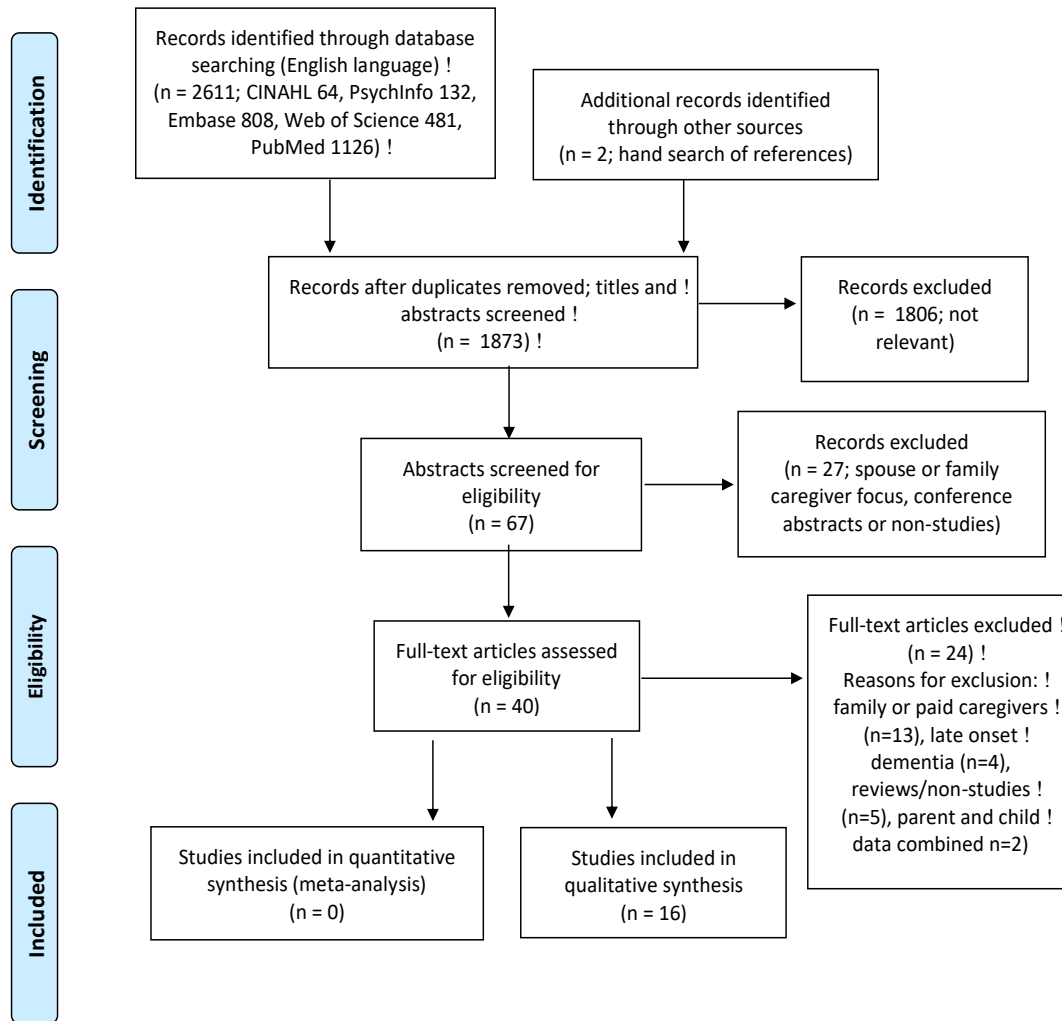 Identification
Records identified through database
searching (English language) !
(n = 2611; CINAHL 64, PsychInfo 132,
Embase 808, Web of Science 481,
PubMed 1126) !
Additional records identified
through other sources
(n = 2; hand search of references)
Screening
Records after duplicates removed; titles and !
abstracts screened !
(n = 1873) !
Records excluded
(n = 1806; not
relevant)
Abstracts screened for
eligibility
(n = 67)
Records excluded
(n = 27; spouse or family
caregiver focus, conference
abstracts or non-studies)
Eligibility
Full-text articles assessed
for eligibility
(n = 40)
Full-text articles excluded !
(n = 24) !
Reasons for exclusion: !
family or paid caregivers !
(n=13), late onset !
dementia (n=4),
reviews/non-studies !
(n=5), parent and child !
data combined n=2)
Included
Studies included in quantitative
synthesis (meta-analysis)
(n = 0)
Studies included in
qualitative synthesis
(n = 16)